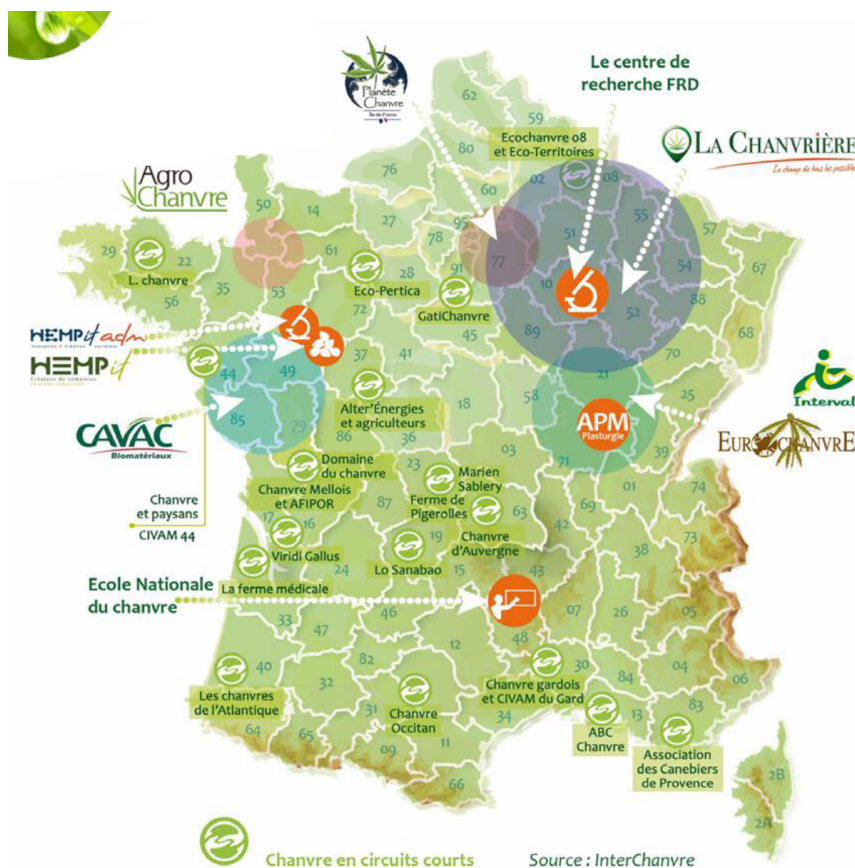 Planète
Chanvre
Île-de-France
Le centre de
recherche FRD
LA CHANVRIÈRE
Le champ de tous les possibles
Agro
Chanvre
62
59
80
Ecochanvre 08
et Eco-Territoires
02
08
76
60
50
14
27
95
78
77
91
51
55
57
54
67
10
52
88
68
29
22
L. chanvre
56
35
53
61
Eco-Pertica
28
72
GatiChanvre
45
89
70
HEMPit adn
HEMPit
Créateur de semences
44
49
37
41
18
58
21
25
39
71
APM
Plasturgie
Interval
EUROCHANVRE
CAVAC
Biomatériaux
85
79
86
36
Alter'Énergies
et agriculteurs
03
Chanvre
et paysans
CIVAM 44
Domaine
du chanvre
Chanvre Mellois
et AFIPOR
23
87
Marien
Sablery
Ferme de
Pigerolles
63
Chanvre
d'Auvergne
42
69
01
74
73
38
17
16
Viridi Gallus
19
Lo Sanabao
15
43
La ferme médicale
24
Ecole Nationale
du chanvre
33
47
46
48
07
26
05
12
82
32
31
40
Les chanvres
de l'Atlantique
64
65
09
11
66
34
Chanvre
Occitan
30
Chanvre gardois
et CIVAM du Gard
84
04
06
13
83
ABC
Chanvre
Association
des Canebiers
de Provence
2B
2A
Chanvre en circuits courts
Source : InterChanvre